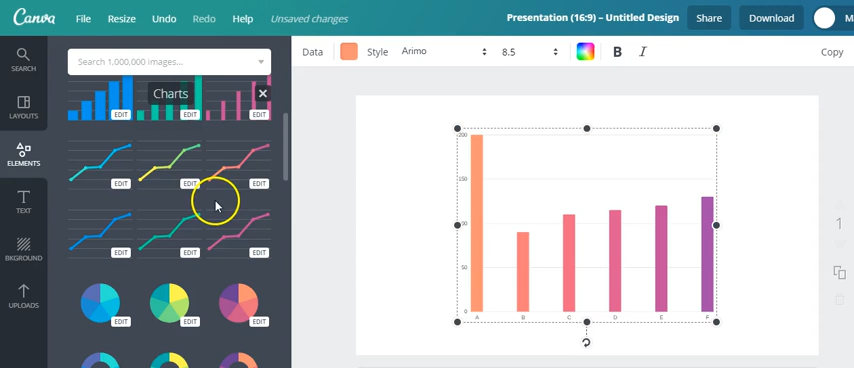 Canva File Resize Undo Redo Help Unsaved changes Presentation (16:9) – Untitled Design Share Download M
Search 1,000,000 images... Data Style Arimo 8.5 B I Copy
SEARCH
LAYOUTS
ELEMENTS
TEXT
BKGROUND
UPLOADS
Charts
EDIT EDIT EDIT
EDIT EDIT EDIT
EDIT EDIT EDIT
EDIT EDIT EDIT
200
150
00
50
0
A B C D E F
1